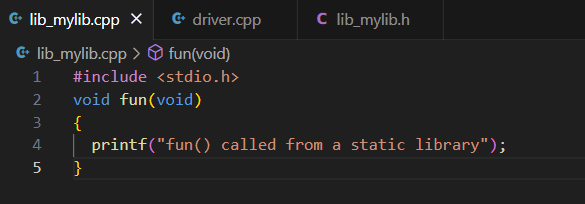 lib_mylib.cpp × driver.cpp lib_mylib.h
lib_mylib.cpp > fun(void)
1 #include <stdio.h>
2 void fun(void)
3 {
4 printf("fun() called from a static library");
5 }